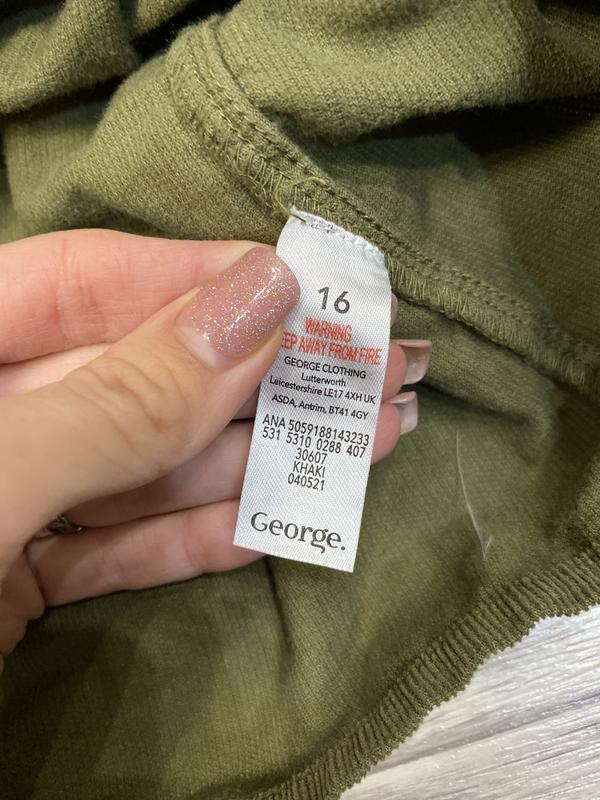 16
WARNING
EEP AWAY FROM FIRE
GEORGE CLOTHING
Lutterworth
Leicestershire LE17 4XH UK
ASDA, Antrim, BT41 4GY
ANA 5059188143233
531 5310 0288 407
30607
KHAKI
040521
George.